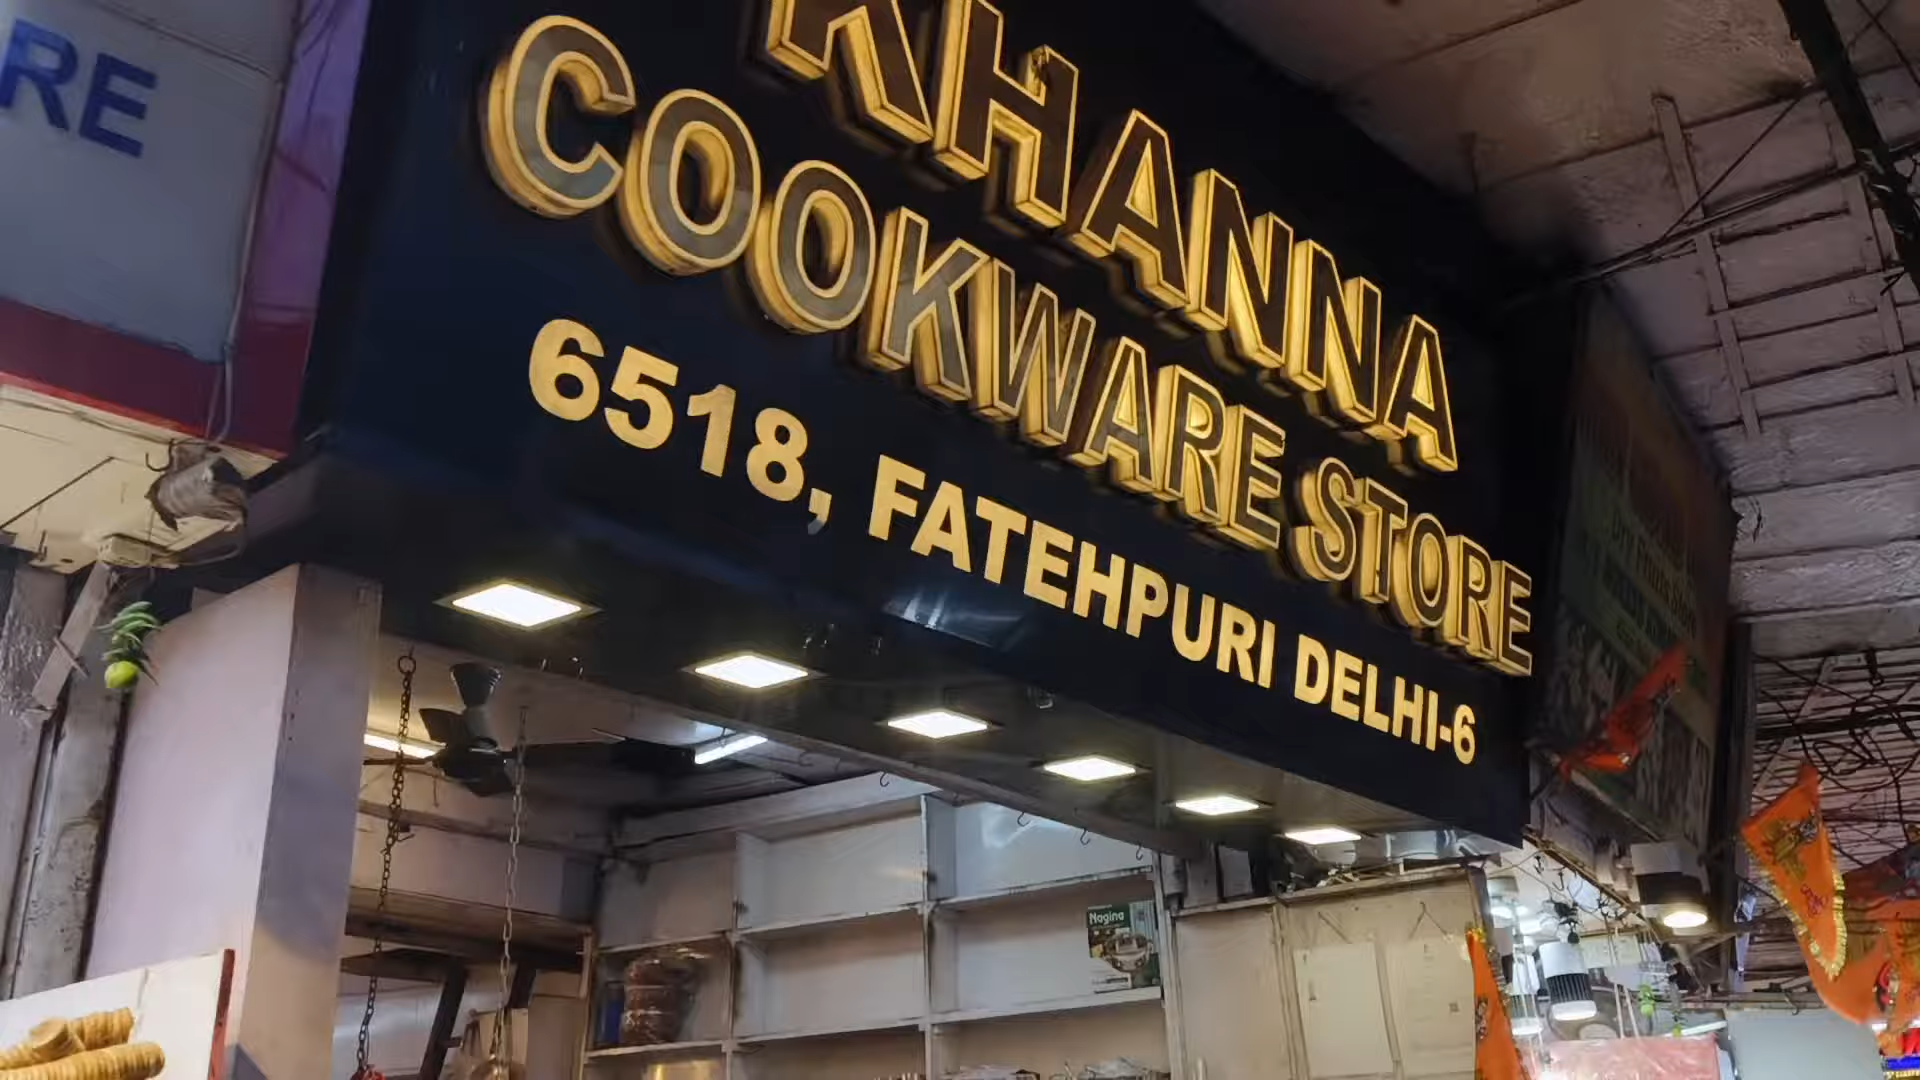 RE
KHANNA
COOKWARE STORE
6518, FATEHPURI DELHI-6
Nagina